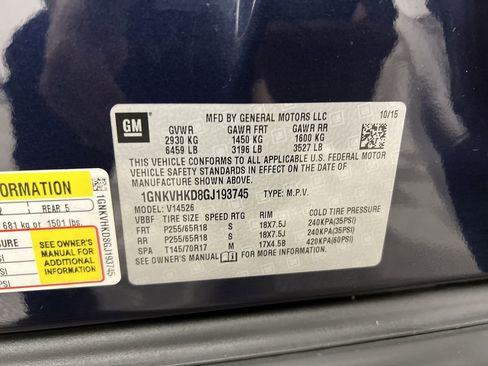 GM
MFD BY GENERAL MOTORS LLC
10/15
GVWR GAWR FRT GAWR RR
2930 KG 1450 KG 1600 KG
6459 LB 3196 LB 3527 LB
THIS VEHICLE CONFORMS TO ALL APPLICABLE U.S. FEDERAL MOTOR
VEHICLE SAFETY STANDARDS IN EFFECT ON THE DATE OF
MANUFACTURE SHOWN ABOVE.
1GNKVHKD8GJ193745 TYPE: M.P.V.
MODEL: V14526
VBBF TIRE SIZE SPEED RTG RIM COLD TIRE PRESSURE
FRT P255/65R18 S 18X7.5J 240KPA(35PSI)
RR P255/65R18 S 18X7.5J 240KPA(35PSI)
SPA T145/70R17 M 17X4.5B 420KPA(60PSI)
SEE OWNER'S MANUAL FOR MORE INFORMATION.
FORMATION
2 REAR 5
681 kg or 1501 lbs.
SURE
SEE OWNER'S
MANUAL FOR
ADDITIONAL
INFORMATION
1GNKVHKD8GJ193745